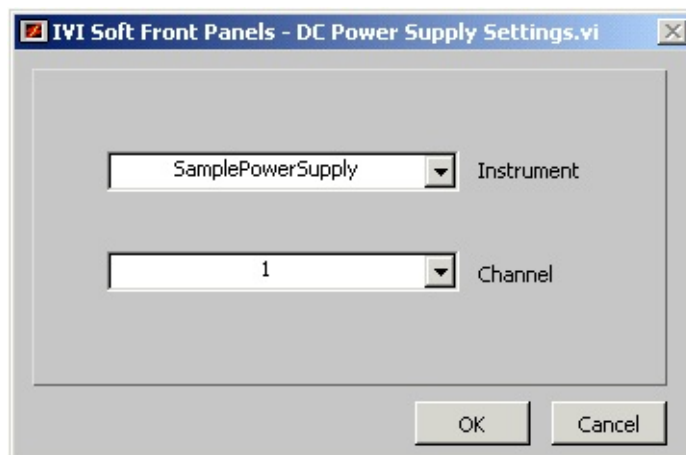 IVI Soft Front Panels - DC Power Supply Settings.vi
SamplePowerSupply Instrument
1 Channel
OK Cancel